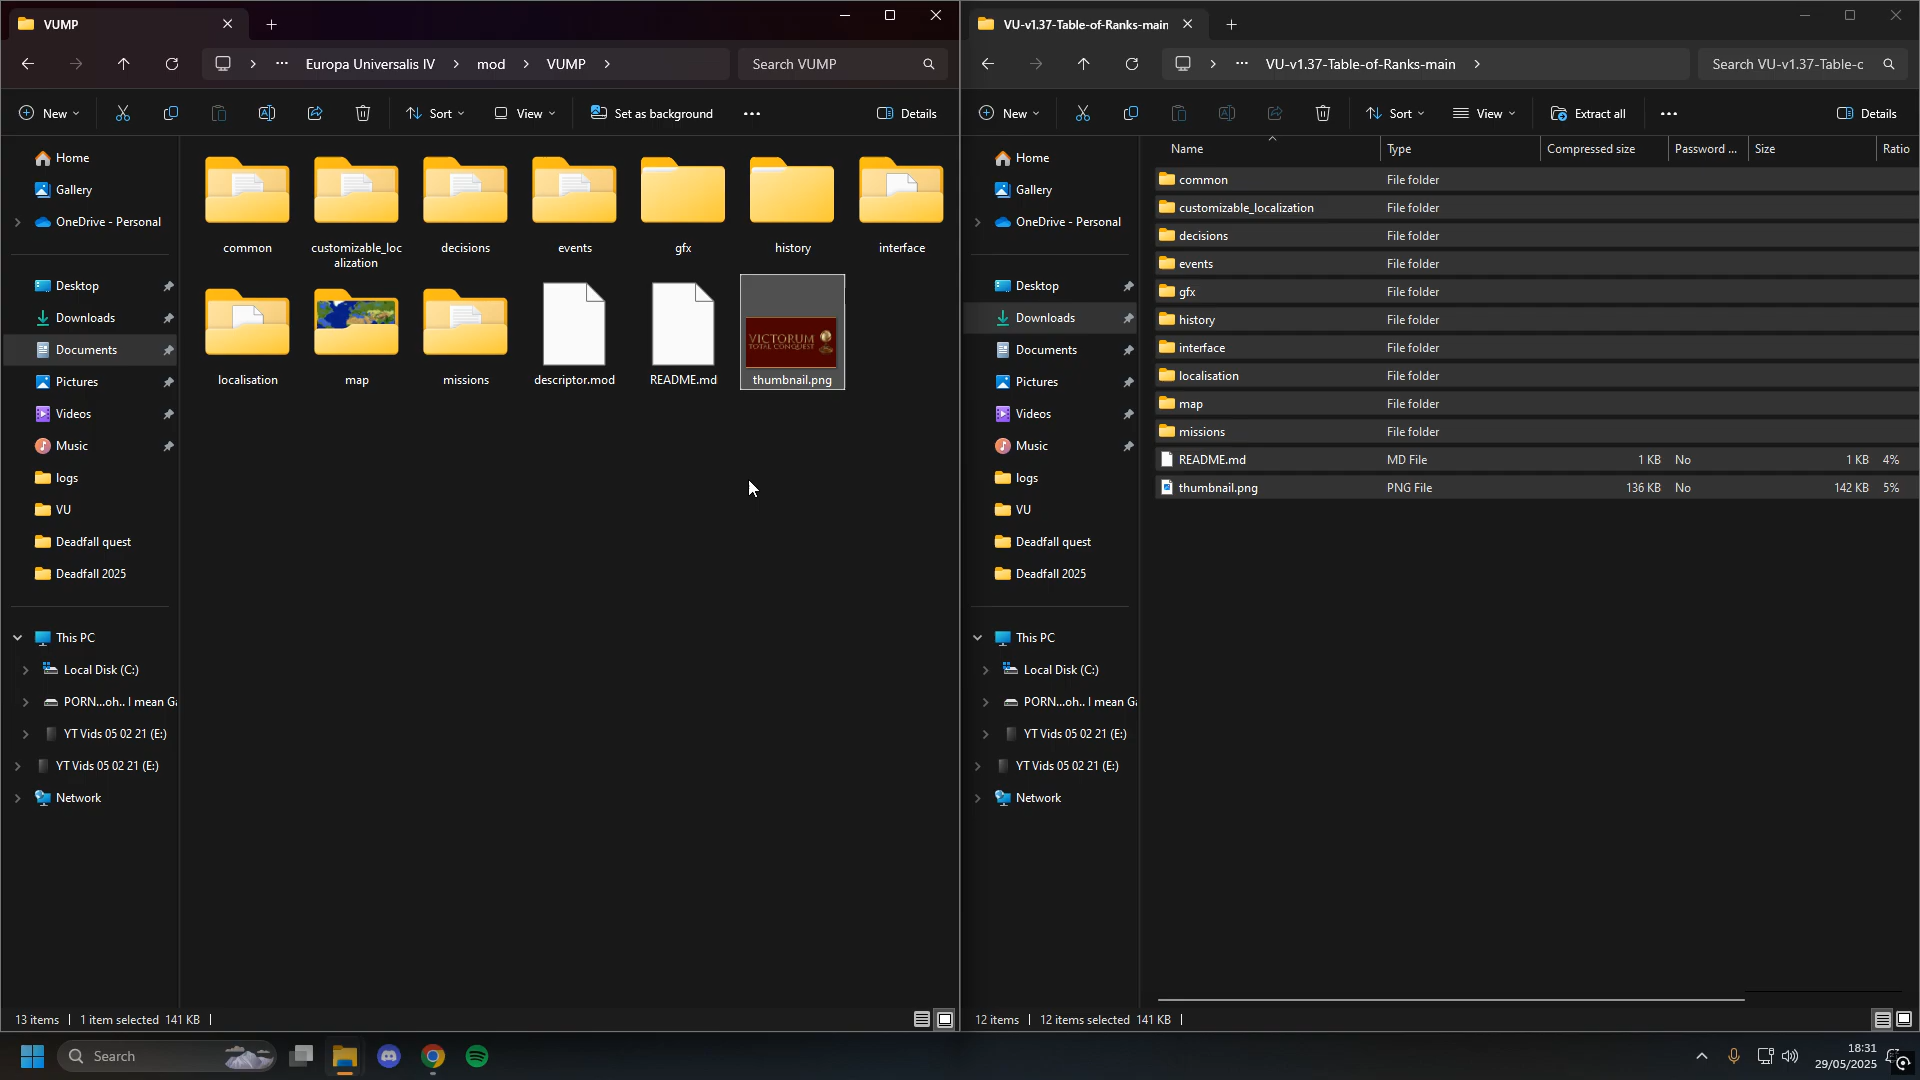 VUMP
Europa Universalis IV
mod
VUMP
Search VUMP
New
Sort
View
Set as background
Details
Home
Gallery
OneDrive - Personal
Desktop
Downloads
Documents
Pictures
Videos
Music
logs
VU
Deadfall quest
Deadfall 2025
This PC
Local Disk (C:)
PORN...oh.. I mean Ga
YT Vids 05 02 21 (E:)
YT Vids 05 02 21 (E:)
Network
common
customizable_loc
alization
decisions
events
gfx
history
interface
localisation
map
missions
descriptor.mod
README.md
VICTORUM
TOTAL CONQUEST
thumbnail.png
13 items
1 item selected 141 KB
VU-v1.37-Table-of-Ranks-main
VU-v1.37-Table-of-Ranks-main
Search VU-v1.37-Table-c
New
Sort
View
Extract all
Details
Home
Gallery
OneDrive - Personal
Desktop
Downloads
Documents
Pictures
Videos
Music
logs
VU
Deadfall quest
Deadfall 2025
This PC
Local Disk (C:)
PORN...oh.. I mean Ga
YT Vids 05 02 21 (E:)
YT Vids 05 02 21 (E:)
Network
Name Type Compressed size Password ... Size Ratio
common File folder
customizable_localization File folder
decisions File folder
events File folder
gfx File folder
history File folder
interface File folder
localisation File folder
map File folder
missions File folder
README.md MD File 1 KB No 1 KB 4%
thumbnail.png PNG File 136 KB No 142 KB 5%
12 items
12 items selected 141 KB
Search
18:31
29/05/2025